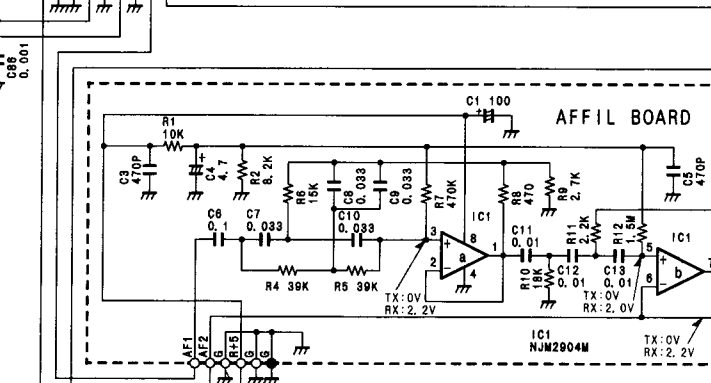 C86
0.001
AFFIL BOARD
C1 100
R1
10K
C3
470P
C4
4.7
+
R2
8.2K
R6
15K
C8
0.033
C9
0.033
R7
470K
R8
470
R9
2.7K
C5
470P
C6
0.1
C7
0.033
C10
0.033
IC1
3
+
2
-
8
a
4
1
C11
0.01
R10
18K
R11
2.2K
C12
0.01
R12
1.5M
C13
0.01
IC1
5
+
6
-
b
7
R4 39K
R5 39K
TX:0V
RX:2.2V
TX:0V
RX:2.0V
TX:0V
RX:2.2V
IC1
NJM2904M
AF1
AF2
G
R+5
G
G